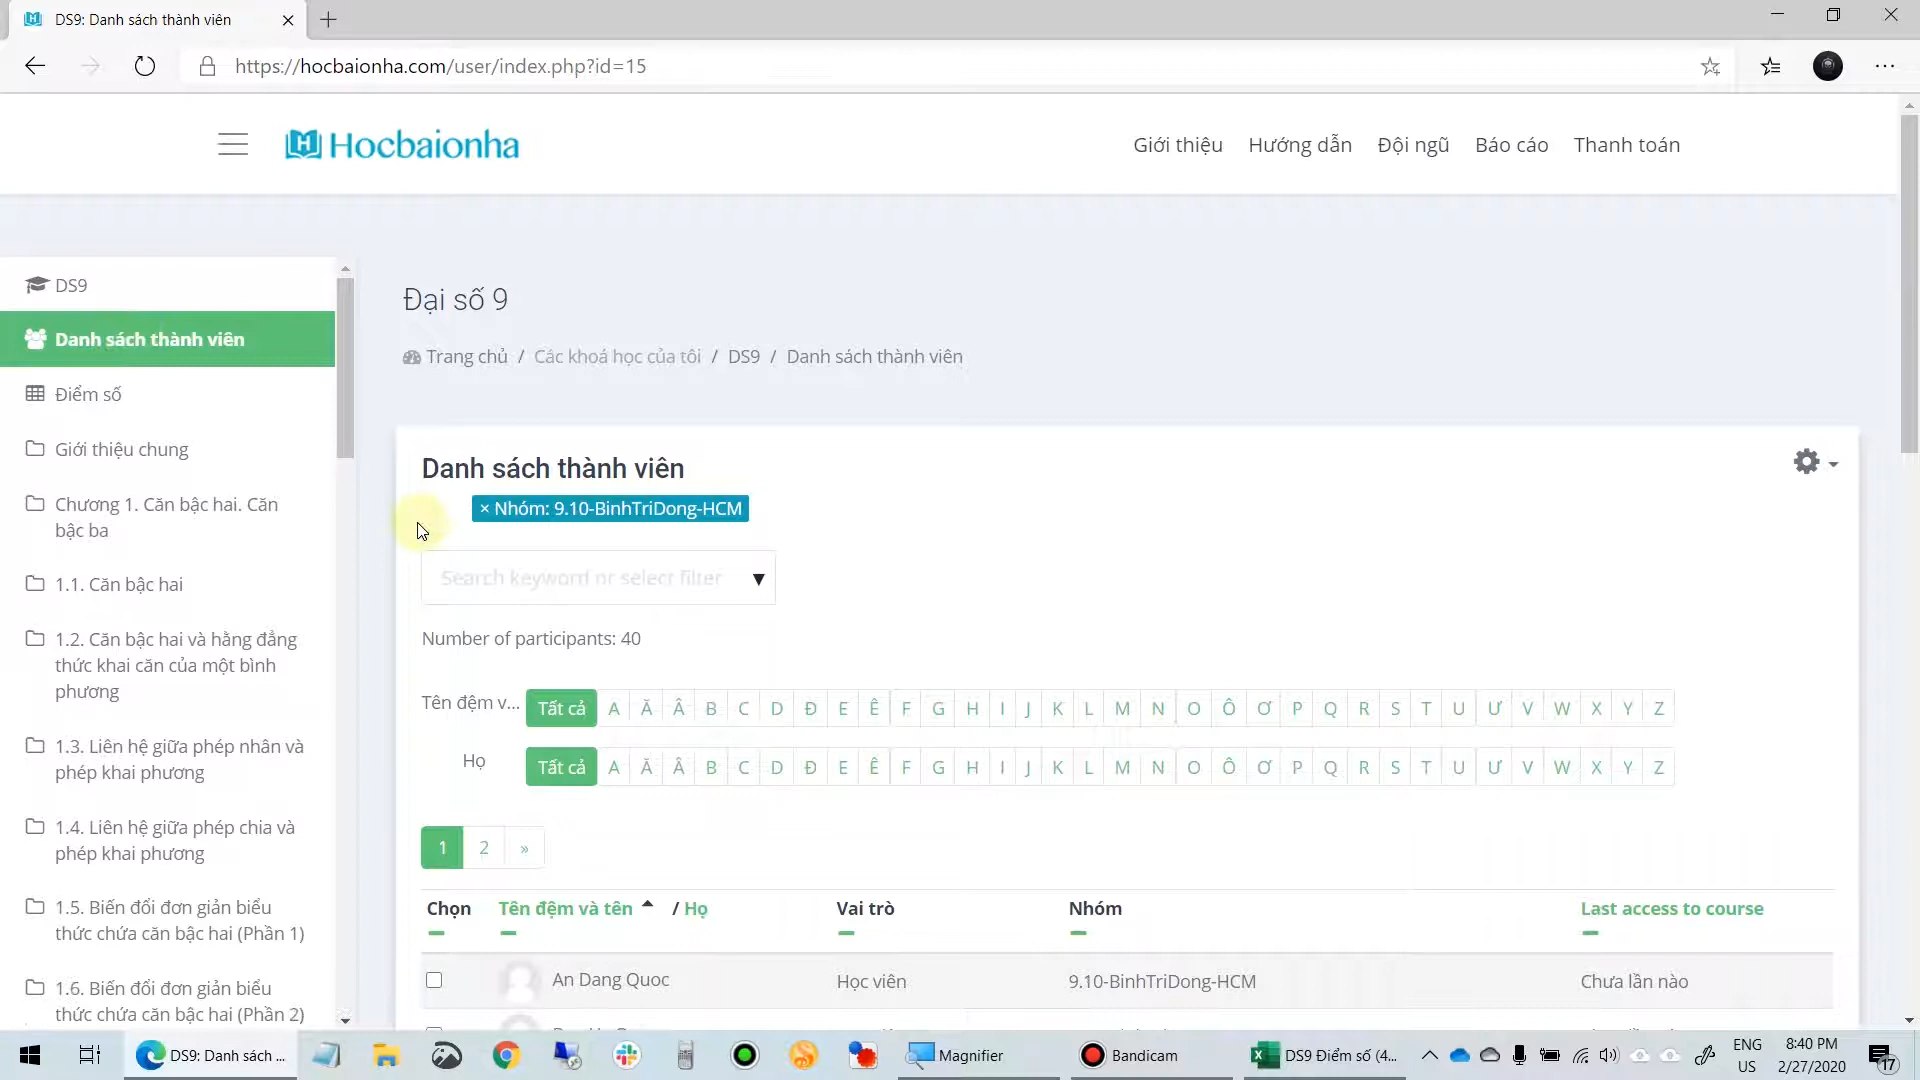 DS9: Danh sách thành viên
https://hocbaionha.com/user/index.php?id=15
Hocbaionha
Giới thiệu Hướng dẫn Đội ngũ Báo cáo Thanh toán
DS9
Danh sách thành viên
Điểm số
Giới thiệu chung
Chương 1. Căn bậc hai. Căn
bậc ba
1.1. Căn bậc hai
1.2. Căn bậc hai và hằng đẳng
thức khai căn của một bình
phương
1.3. Liên hệ giữa phép nhân và
phép khai phương
1.4. Liên hệ giữa phép chia và
phép khai phương
1.5. Biến đổi đơn giản biểu
thức chứa căn bậc hai (Phần 1)
1.6. Biến đổi đơn giản biểu
thức chứa căn bậc hai (Phần 2)
Đại số 9
Trang chủ / Các khoá học của tôi / DS9 / Danh sách thành viên
Danh sách thành viên
× Nhóm: 9.10-BinhTriDong-HCM
Search keyword or select filter ▼
Number of participants: 40
Tên đệm v... Tất cả A Ă Â B C D Đ E Ê F G H I J K L M N O Ô Ơ P Q R S T U Ư V W X Y Z
Họ Tất cả A Ă Â B C D Đ E Ê F G H I J K L M N O Ô Ơ P Q R S T U Ư V W X Y Z
1 2 »
Chọn Tên đệm và tên / Họ Vai trò Nhóm Last access to course
An Dang Quoc Học viên 9.10-BinhTriDong-HCM Chưa lần nào
DS9: Danh sách ... Magnifier Bandicam DS9 Điểm số (4... ENG US 8:40 PM 2/27/2020 17